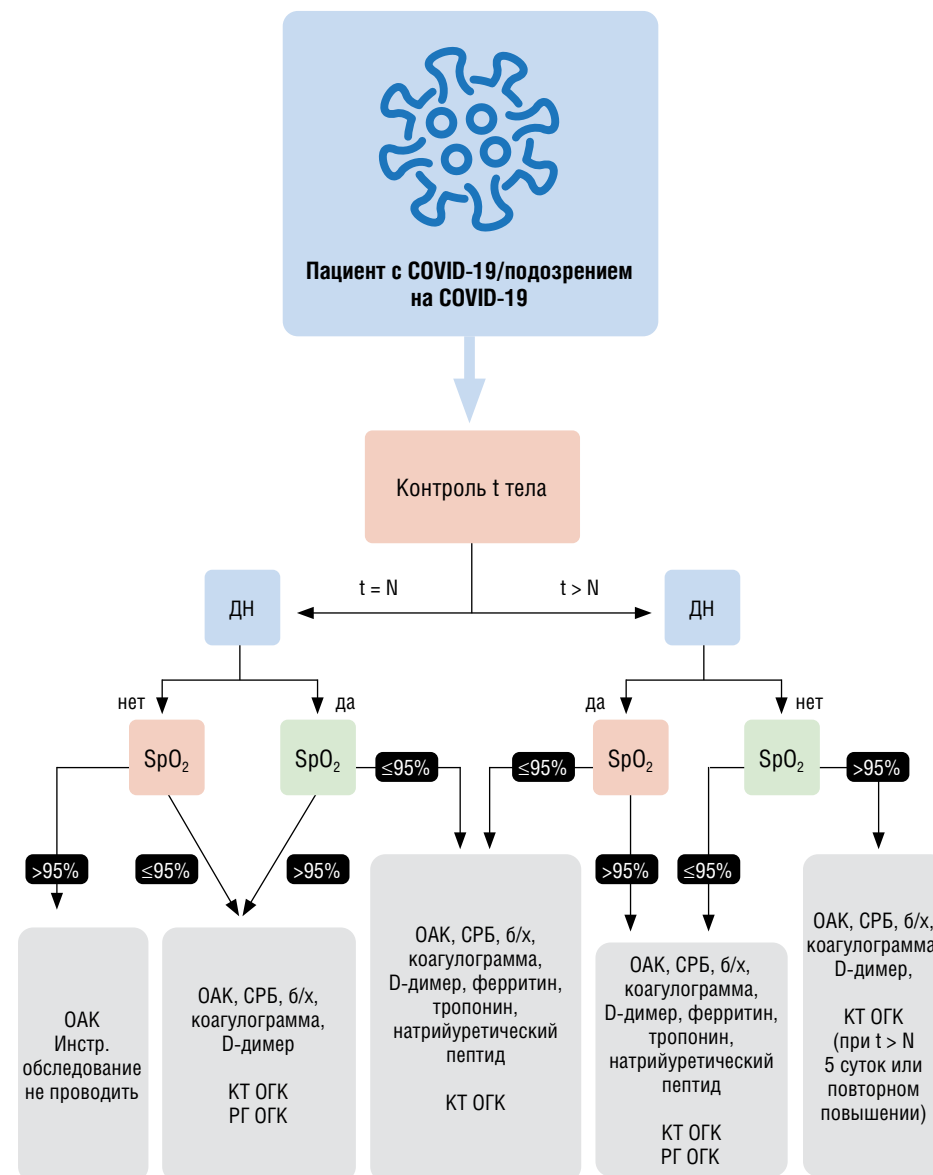 Пациент с COVID-19/подозрением
на COVID-19
Контроль t тела
t = N
t > N
ДН
ДН
нет
да
да
нет
SpO₂
SpO₂
SpO₂
SpO₂
≤95%
≤95%
>95%
>95%
≤95%
>95%
>95%
≤95%
ОАК
Инстр.
обследование
не проводить
ОАК, СРБ, б/х,
коагулограмма,
D-димер
КТ ОГК
РГ ОГК
ОАК, СРБ, б/х,
коагулограмма,
D-димер, ферритин,
тропонин,
натрийуретический
пептид
КТ ОГК
ОАК, СРБ, б/х,
коагулограмма,
D-димер, ферритин,
тропонин,
натрийуретический
пептид
КТ ОГК
РГ ОГК
ОАК, СРБ, б/х,
коагулограмма
D-димер,
КТ ОГК
(при t > N
5 суток или
повторном
повышении)